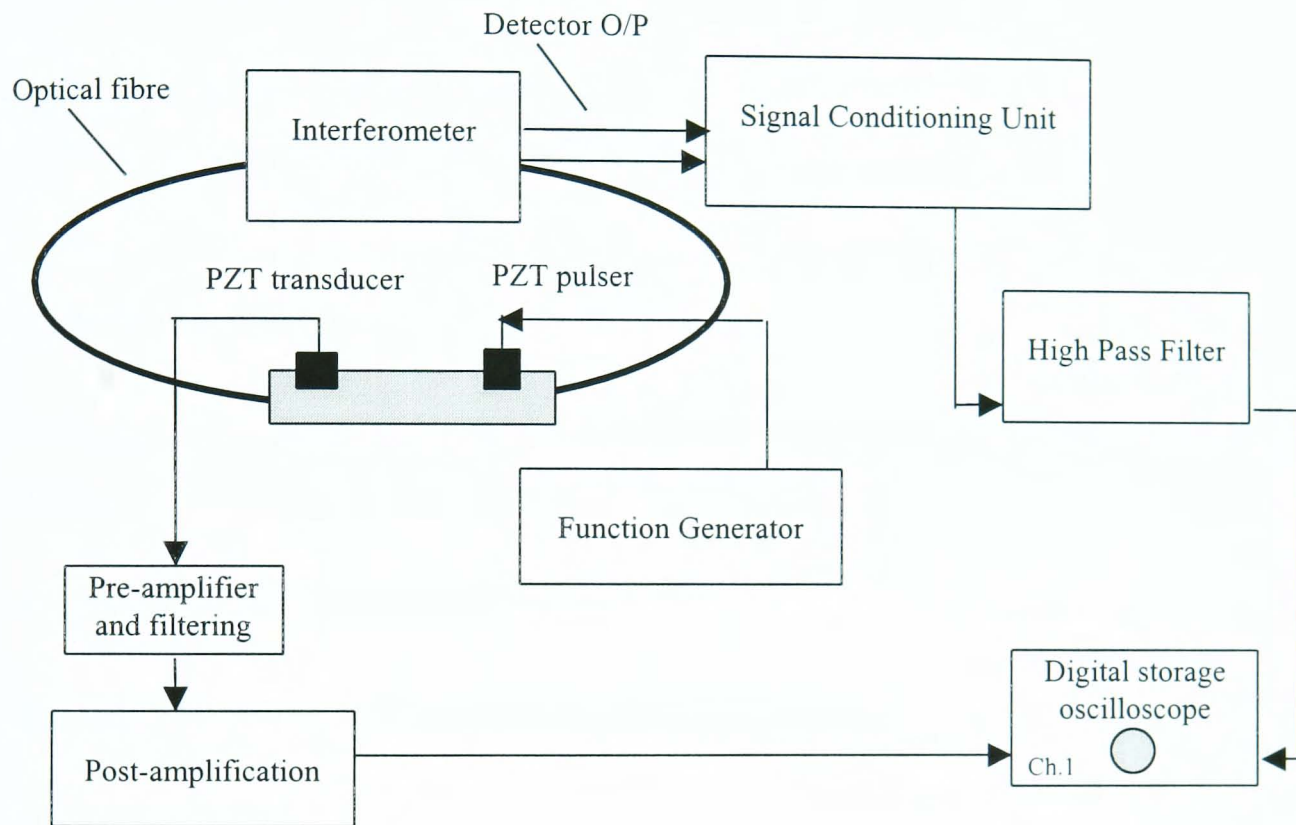 Detector O/P
Optical fibre
Interferometer
Signal Conditioning Unit
PZT transducer
PZT pulser
High Pass Filter
Function Generator
Pre-amplifier
and filtering
Digital storage
oscilloscope
Ch.1
Post-amplification